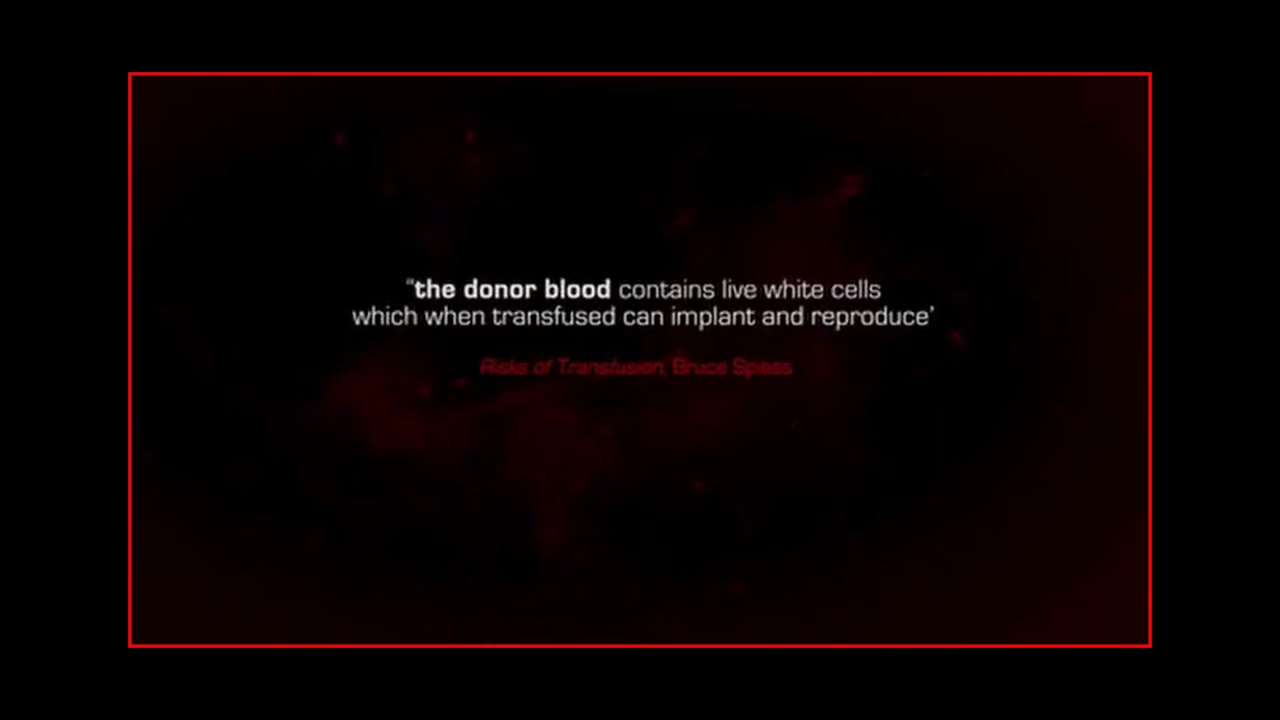 "the donor blood contains live white cells
which when transfused can implant and reproduce'
Risks of Transfusion, Bruce Spiess